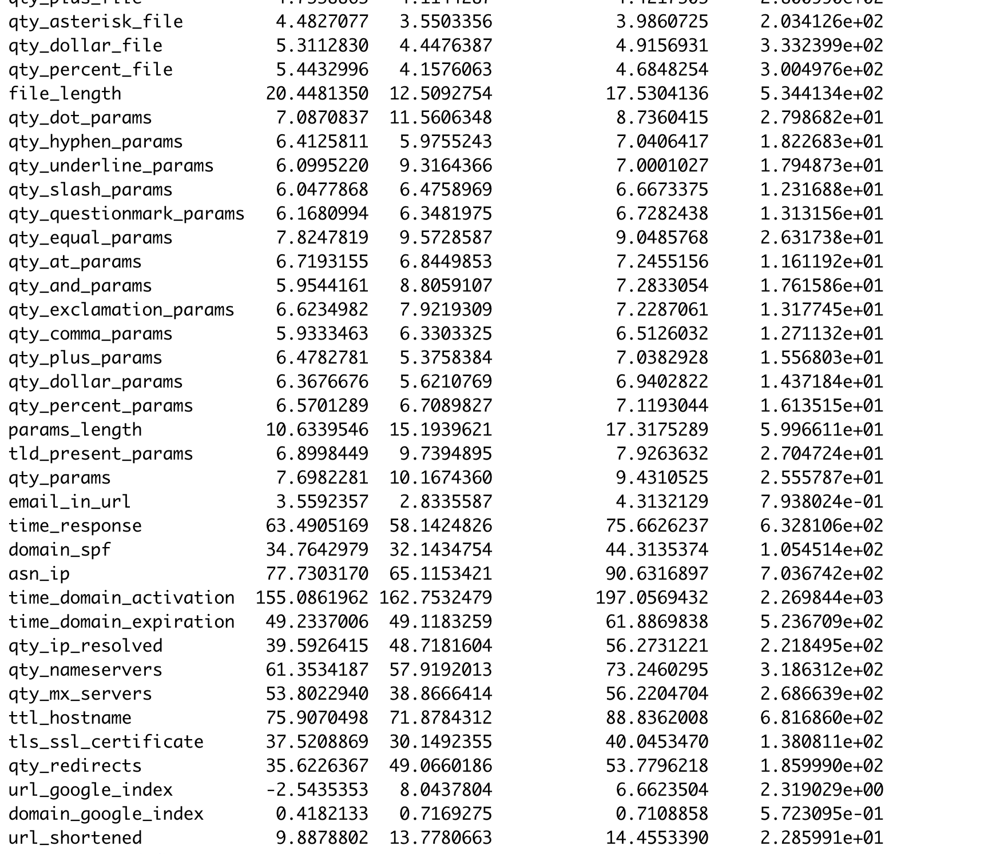 qty_asterisk_file 4.4827077 3.5503356 3.9860725 2.034126e+02
qty_dollar_file 5.3112830 4.4476387 4.9156931 3.332399e+02
qty_percent_file 5.4432996 4.1576063 4.6848254 3.004976e+02
file_length 20.4481350 12.5092754 17.5304136 5.344134e+02
qty_dot_params 7.0870837 11.5606348 8.7360415 2.798682e+01
qty_hyphen_params 6.4125811 5.9755243 7.0406417 1.822683e+01
qty_underline_params 6.0995220 9.3164366 7.0001027 1.794873e+01
qty_slash_params 6.0477868 6.4758969 6.6673375 1.231688e+01
qty_questionmark_params 6.1680994 6.3481975 6.7282438 1.313156e+01
qty_equal_params 7.8247819 9.5728587 9.0485768 2.631738e+01
qty_at_params 6.7193155 6.8449853 7.2455156 1.161192e+01
qty_and_params 5.9544161 8.8059107 7.2833054 1.761586e+01
qty_exclamation_params 6.6234982 7.9219309 7.2287061 1.317745e+01
qty_comma_params 5.9333463 6.3303325 6.5126032 1.271132e+01
qty_plus_params 6.4782781 5.3758384 7.0382928 1.556803e+01
qty_dollar_params 6.3676676 5.6210769 6.9402822 1.437184e+01
qty_percent_params 6.5701289 6.7089827 7.1193044 1.613515e+01
params_length 10.6339546 15.1939621 17.3175289 5.996611e+01
tld_present_params 6.8998449 9.7394895 7.9263632 2.704724e+01
qty_params 7.6982281 10.1674360 9.4310525 2.555787e+01
email_in_url 3.5592357 2.8335587 4.3132129 7.938024e-01
time_response 63.4905169 58.1424826 75.6626237 6.328106e+02
domain_spf 34.7642979 32.1434754 44.3135374 1.054514e+02
asn_ip 77.7303170 65.1153421 90.6316897 7.036742e+02
time_domain_activation 155.0861962 162.7532479 197.0569432 2.269844e+03
time_domain_expiration 49.2337006 49.1183259 61.8869838 5.236709e+02
qty_ip_resolved 39.5926415 48.7181604 56.2731221 2.218495e+02
qty_nameservers 61.3534187 57.9192013 73.2460295 3.186312e+02
qty_mx_servers 53.8022940 38.8666414 56.2204704 2.686639e+02
ttl_hostname 75.9070498 71.8784312 88.8362008 6.816860e+02
tls_ssl_certificate 37.5208869 30.1492355 40.0453470 1.380811e+02
qty_redirects 35.6226367 49.0660186 53.7796218 1.859990e+02
url_google_index -2.5435353 8.0437804 6.6623504 2.319029e+00
domain_google_index 0.4182133 0.7169275 0.7108858 5.723095e-01
url_shortened 9.8878802 13.7780663 14.4553390 2.285991e+01